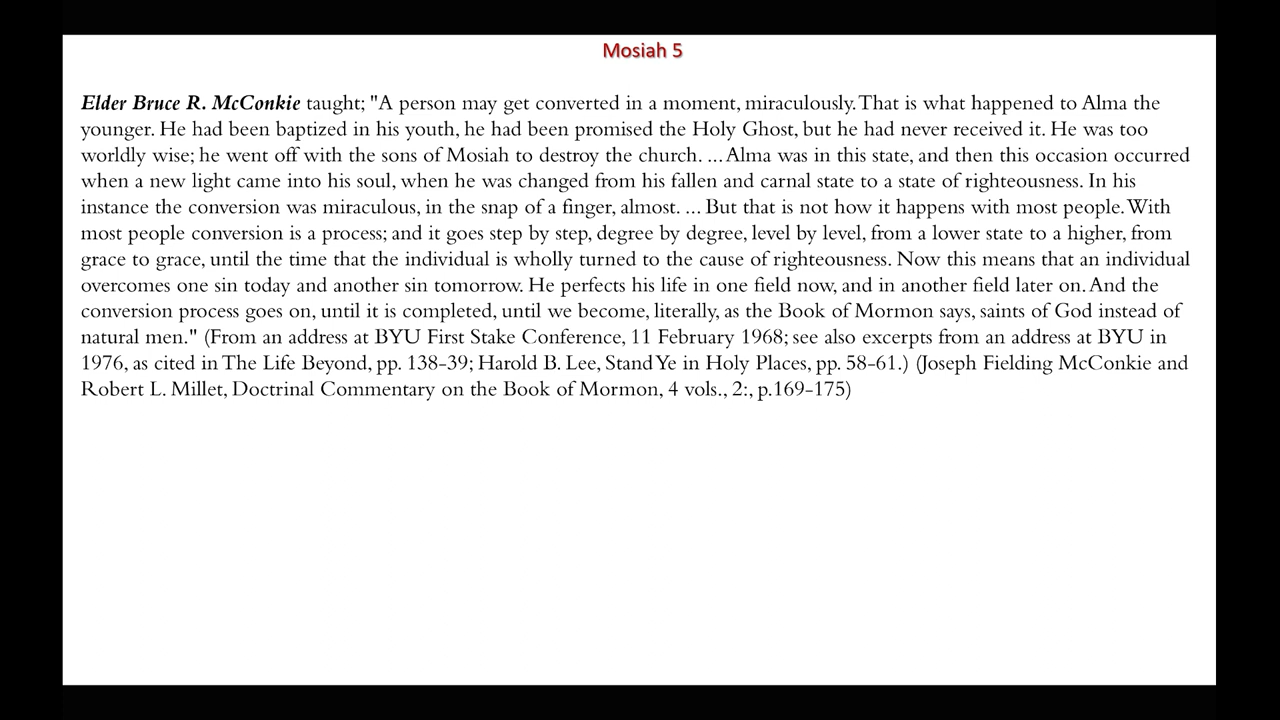 Mosiah 5
Elder Bruce R. McConkie taught; "A person may get converted in a moment, miraculously. That is what happened to Alma the
younger. He had been baptized in his youth, he had been promised the Holy Ghost, but he had never received it. He was too
worldly wise; he went off with the sons of Mosiah to destroy the church. ... Alma was in this state, and then this occasion occurred
when a new light came into his soul, when he was changed from his fallen and carnal state to a state of righteousness. In his
instance the conversion was miraculous, in the snap of a finger, almost. ... But that is not how it happens with most people. With
most people conversion is a process; and it goes step by step, degree by degree, level by level, from a lower state to a higher, from
grace to grace, until the time that the individual is wholly turned to the cause of righteousness. Now this means that an individual
overcomes one sin today and another sin tomorrow. He perfects his life in one field now, and in another field later on. And the
conversion process goes on, until it is completed, until we become, literally, as the Book of Mormon says, saints of God instead of
natural men." (From an address at BYU First Stake Conference, 11 February 1968; see also excerpts from an address at BYU in
1976, as cited in The Life Beyond, pp. 138-39; Harold B. Lee, Stand Ye in Holy Places, pp. 58-61.) (Joseph Fielding McConkie and
Robert L. Millet, Doctrinal Commentary on the Book of Mormon, 4 vols., 2:, p.169-175)